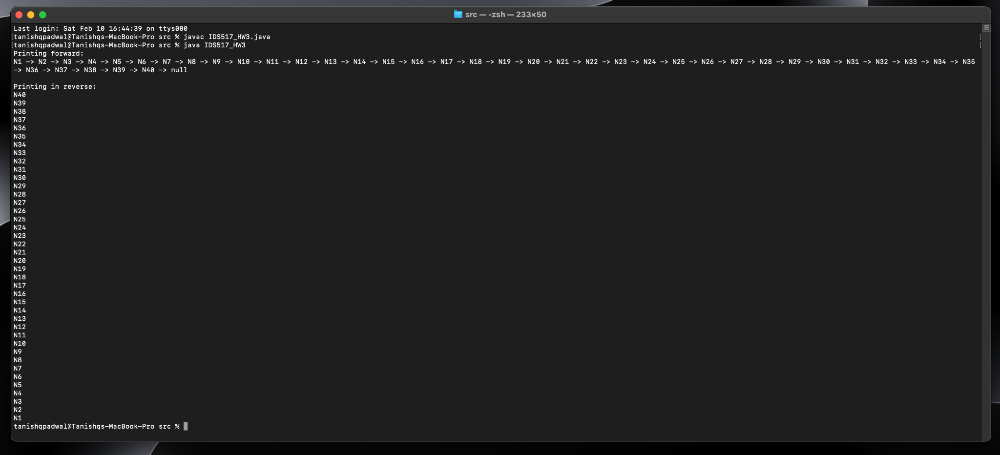 src — -zsh — 233×50
Last login: Sat Feb 10 16:44:39 on ttys000
[tanishqpadwal@Tanishqs-MacBook-Pro src % javac IDS517_HW3.java ]
[tanishqpadwal@Tanishqs-MacBook-Pro src % java IDS517_HW3 ]
Printing forward:
N1 -> N2 -> N3 -> N4 -> N5 -> N6 -> N7 -> N8 -> N9 -> N10 -> N11 -> N12 -> N13 -> N14 -> N15 -> N16 -> N17 -> N18 -> N19 -> N20 -> N21 -> N22 -> N23 -> N24 -> N25 -> N26 -> N27 -> N28 -> N29 -> N30 -> N31 -> N32 -> N33 -> N34 -> N35
-> N36 -> N37 -> N38 -> N39 -> N40 -> null
Printing in reverse:
N40
N39
N38
N37
N36
N35
N34
N33
N32
N31
N30
N29
N28
N27
N26
N25
N24
N23
N22
N21
N20
N19
N18
N17
N16
N15
N14
N13
N12
N11
N10
N9
N8
N7
N6
N5
N4
N3
N2
N1
tanishqpadwal@Tanishqs-MacBook-Pro src %